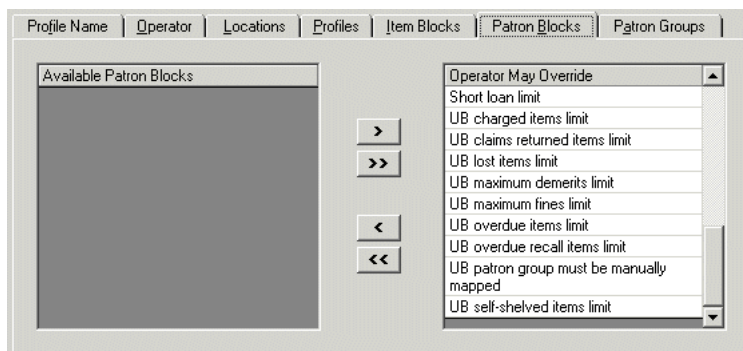 Profile Name Operator Locations Profiles Item Blocks Patron Blocks Patron Groups
Available Patron Blocks
>
>>
<
<<
Operator May Override
Short loan limit
UB charged items limit
UB claims returned items limit
UB lost items limit
UB maximum demerits limit
UB maximum fines limit
UB overdue items limit
UB overdue recall items limit
UB patron group must be manually
mapped
UB self-shelved items limit